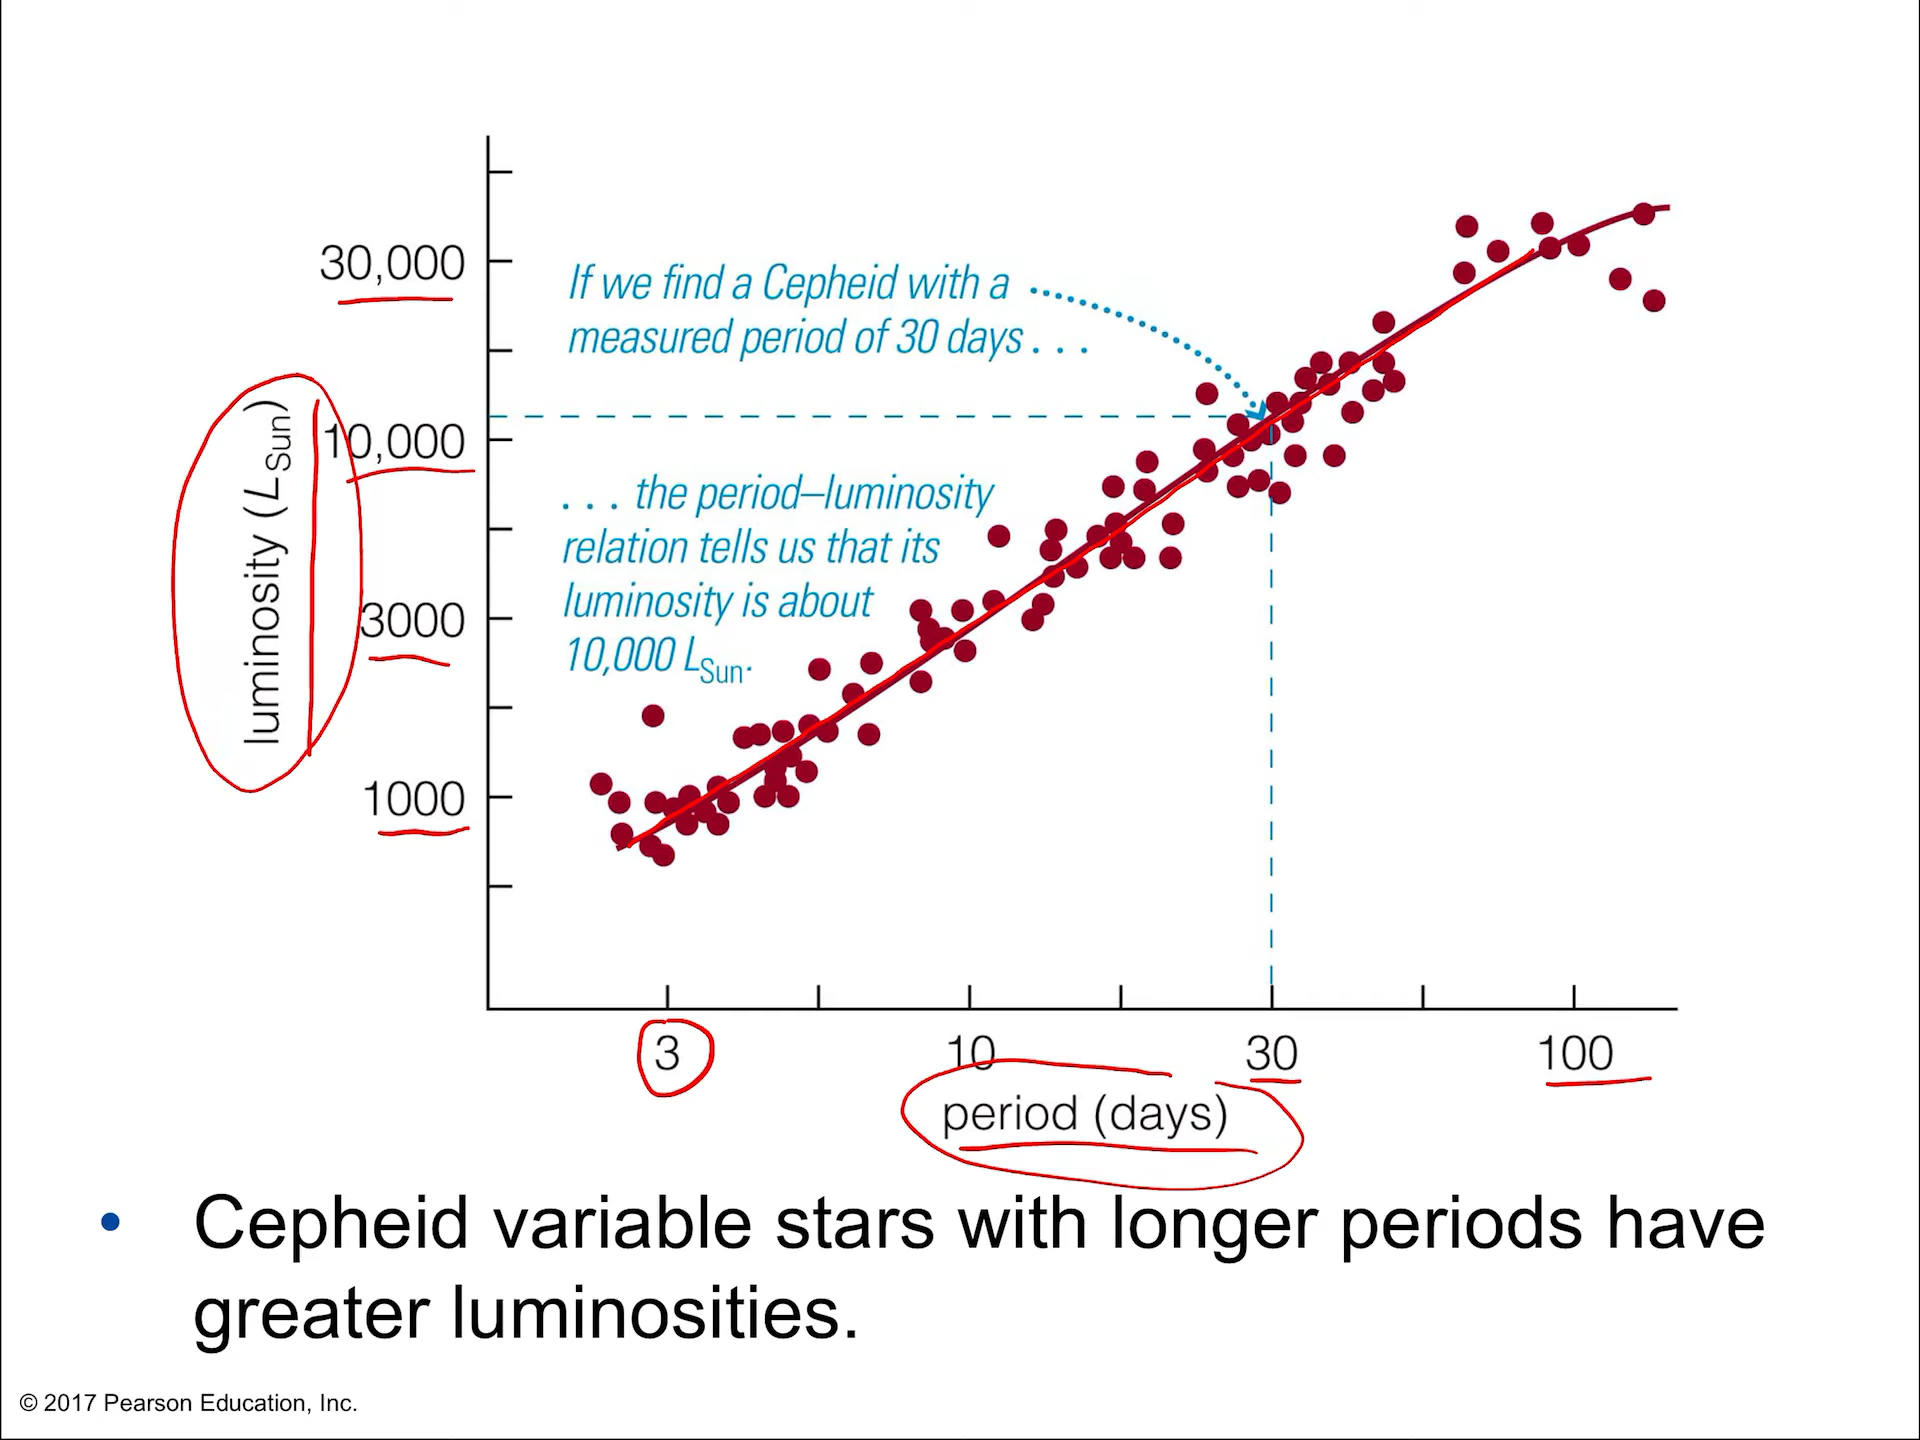 30,000
If we find a Cepheid with a
measured period of 30 days . . .
10,000
luminosity (LSun)
. . . the period–luminosity
relation tells us that its
luminosity is about
10,000 LSun.
3000
1000
3 10 30 100
period (days)
• Cepheid variable stars with longer periods have
greater luminosities.
© 2017 Pearson Education, Inc.